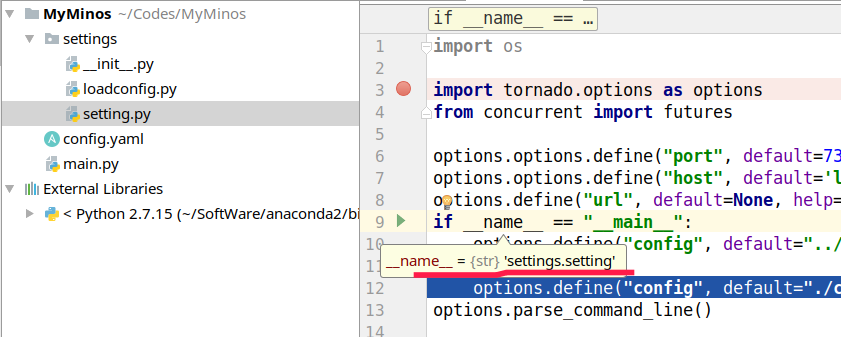 MyMinos ~/Codes/MyMinos
settings
__init__.py
loadconfig.py
setting.py
config.yaml
main.py
External Libraries
< Python 2.7.15 (~/SoftWare/anaconda2/bi
if __name__ == ...
1 import os
2
3 import tornado.options as options
4 from concurrent import futures
5
6 options.options.define("port", default=73
7 options.options.define("host", default='l
8 options.define("url", default=None, help=
9 if __name__ == "__main__":
10 options.define("config", default="../
__name__ = {str} 'settings.setting'
12 options.define("config", default="./c
13 options.parse_command_line()
14